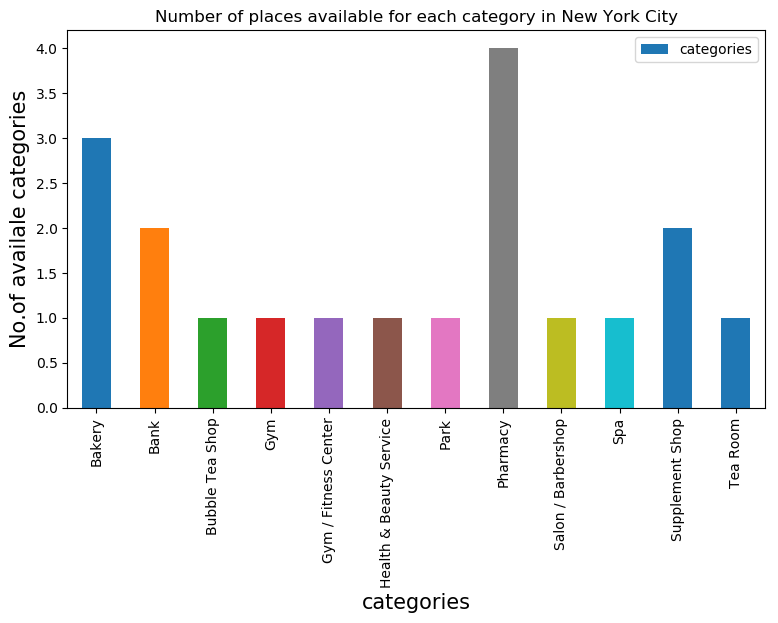 Number of places available for each category in New York City
categories
No.of availale categories
4.0
3.5
3.0
2.5
2.0
1.5
1.0
0.5
0.0
Bakery
Bank
Bubble Tea Shop
Gym
Gym / Fitness Center
Health & Beauty Service
Park
Pharmacy
Salon / Barbershop
Spa
Supplement Shop
Tea Room
categories